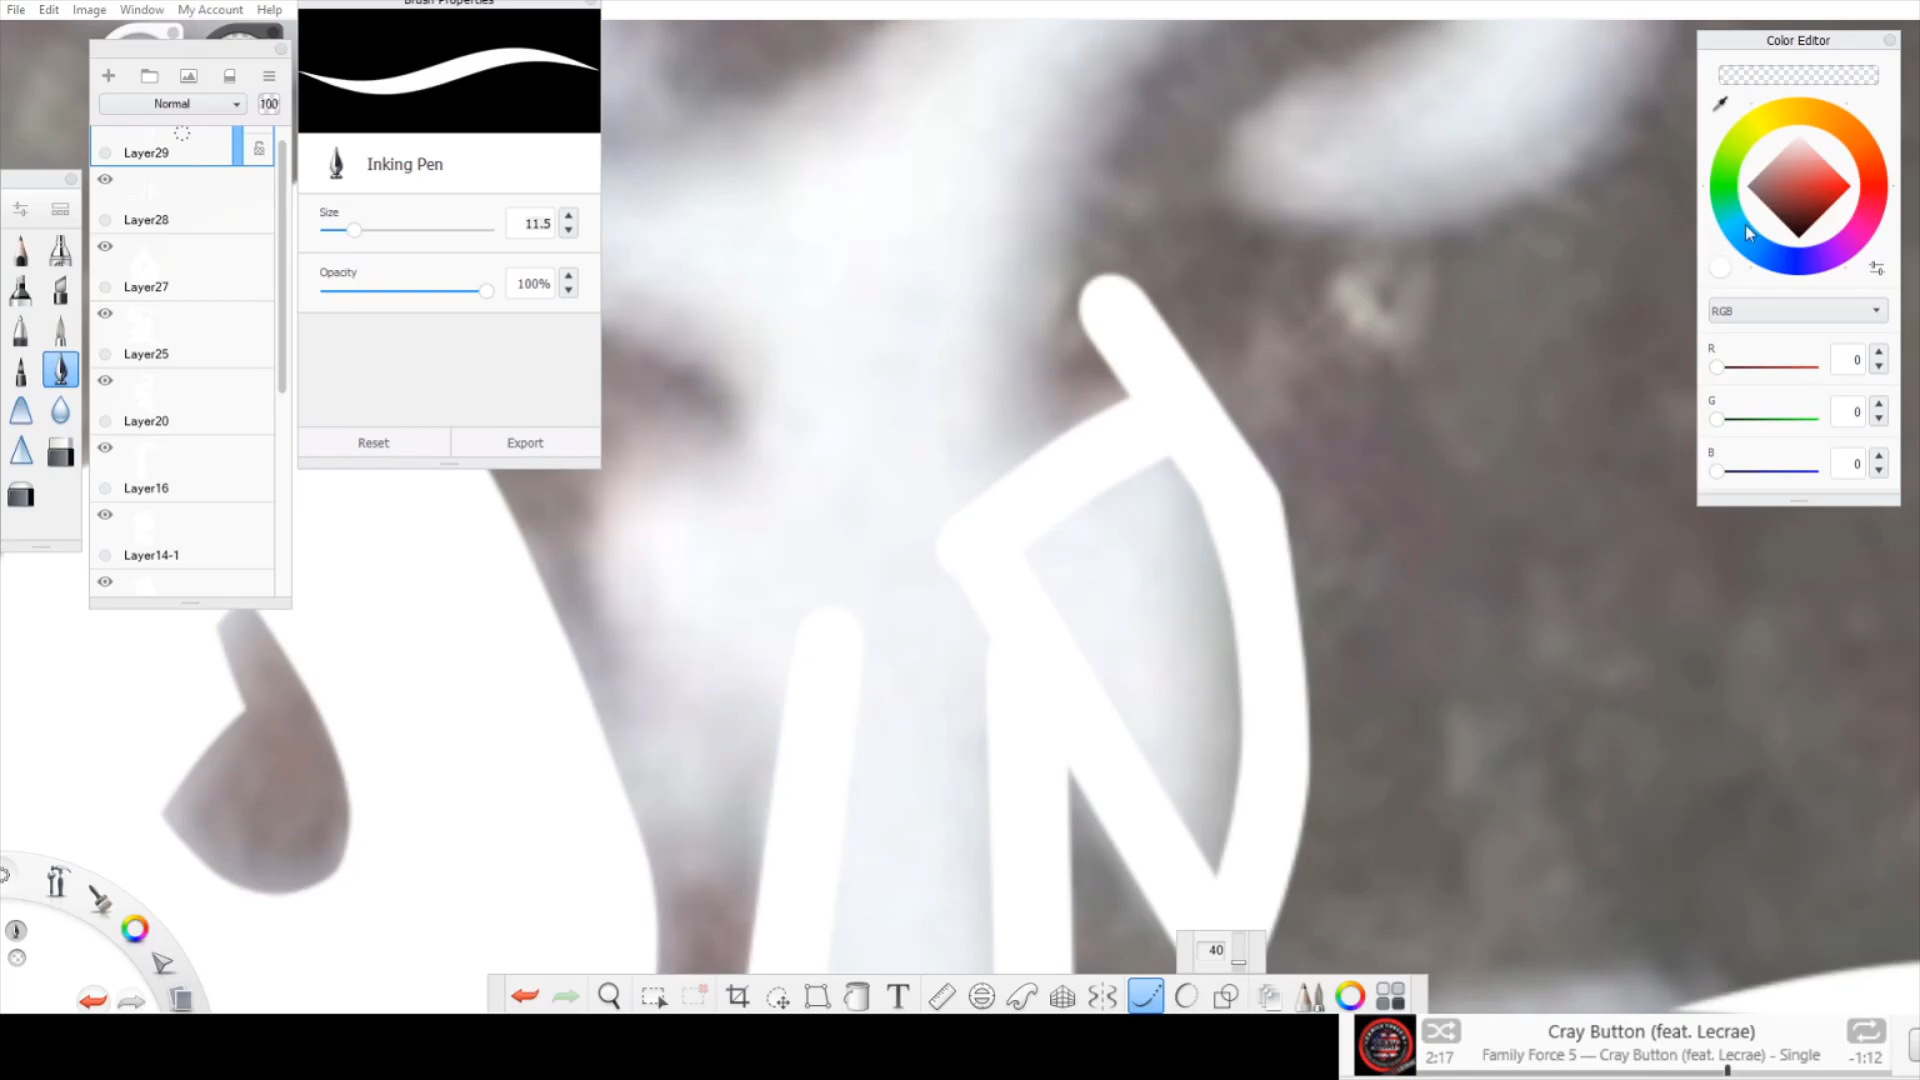 File Edit Image Window My Account Help
Brush Properties
Color Editor
Normal 100
Layer29
Inking Pen
Layer28
Size 11.5
Layer27
Opacity 100%
RGB
Layer25
R 0
G 0
Layer20
Reset Export
B 0
Layer16
Layer14-1
40
T
Cray Button (feat. Lecrae)
2:17 Family Force 5 — Cray Button (feat. Lecrae) - Single -1:12